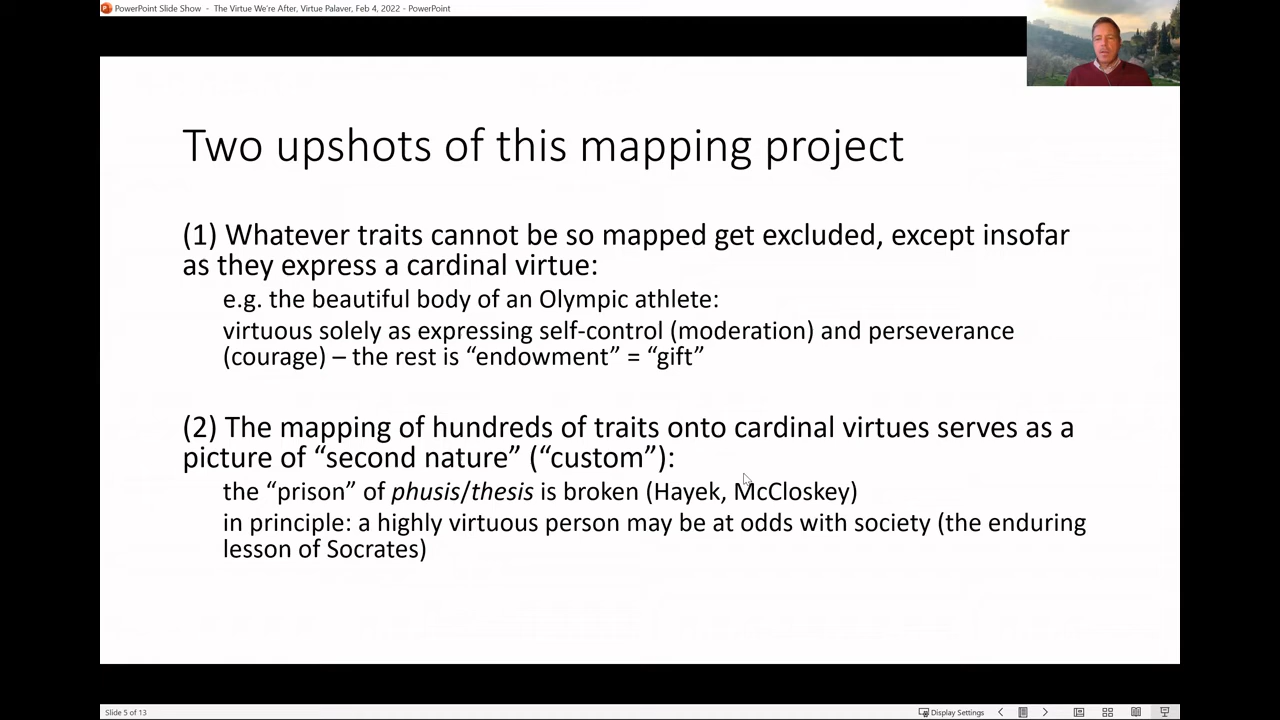 PowerPoint Slide Show - The Virtue We're After, Virtue Palaver, Feb 4, 2022 - PowerPoint
Two upshots of this mapping project
(1) Whatever traits cannot be so mapped get excluded, except insofar
as they express a cardinal virtue:
e.g. the beautiful body of an Olympic athlete:
virtuous solely as expressing self-control (moderation) and perseverance
(courage) – the rest is “endowment” = “gift”
(2) The mapping of hundreds of traits onto cardinal virtues serves as a
picture of “second nature” (“custom”):
the “prison” of phusis/thesis is broken (Hayek, McCloskey)
in principle: a highly virtuous person may be at odds with society (the enduring
lesson of Socrates)
Slide 5 of 13
Display Settings